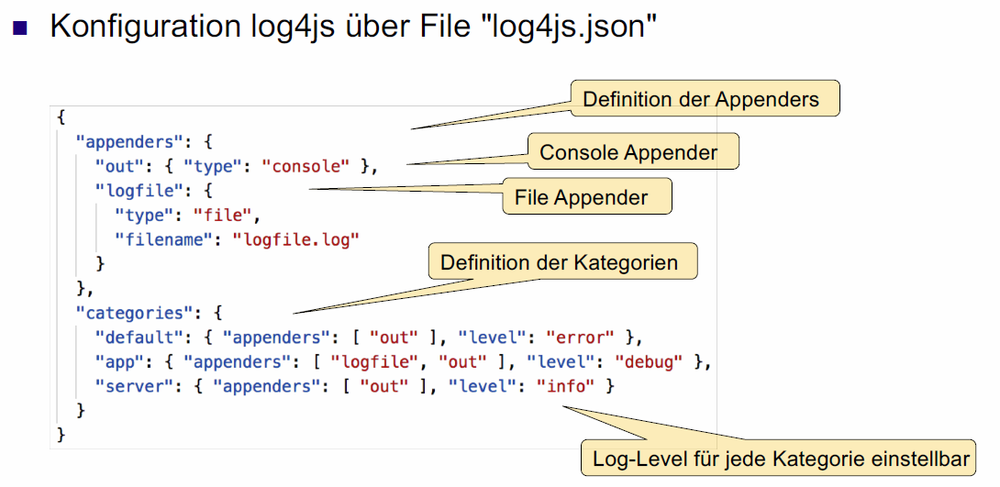 Konfiguration log4js über File "log4js.json"
Definition der Appenders
{
"appenders": {
Console Appender
"out": { "type": "console" },
"logfile": {
File Appender
"type": "file",
"filename": "logfile.log"
Definition der Kategorien
}
},
"categories": {
"default": { "appenders": [ "out" ], "level": "error" },
"app": { "appenders": [ "logfile", "out" ], "level": "debug" },
"server": { "appenders": [ "out" ], "level": "info" }
}
}
Log-Level für jede Kategorie einstellbar